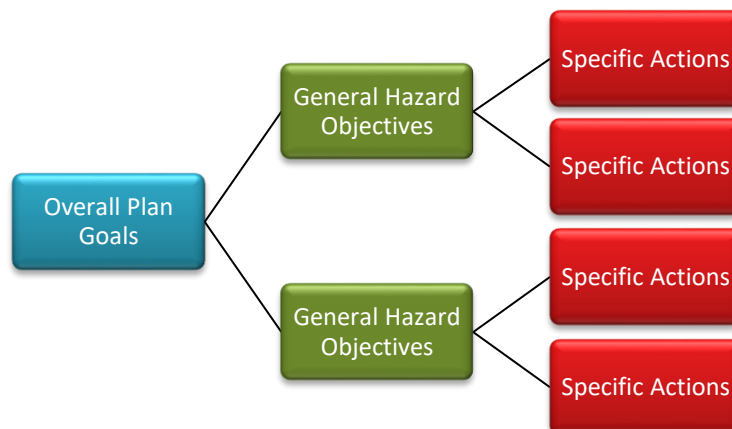 Overall Plan
Goals
General Hazard
Objectives
Specific Actions
Specific Actions
General Hazard
Objectives
Specific Actions
Specific Actions